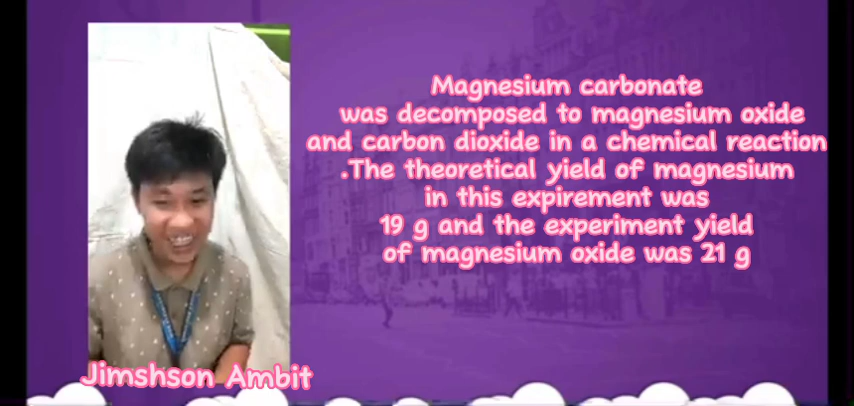 Magnesium carbonate
was decomposed to magnesium oxide
and carbon dioxide in a chemical reaction
.The theoretical yield of magnesium
in this expirement was
19 g and the experiment yield
of magnesium oxide was 21 g
Jimshson Ambit